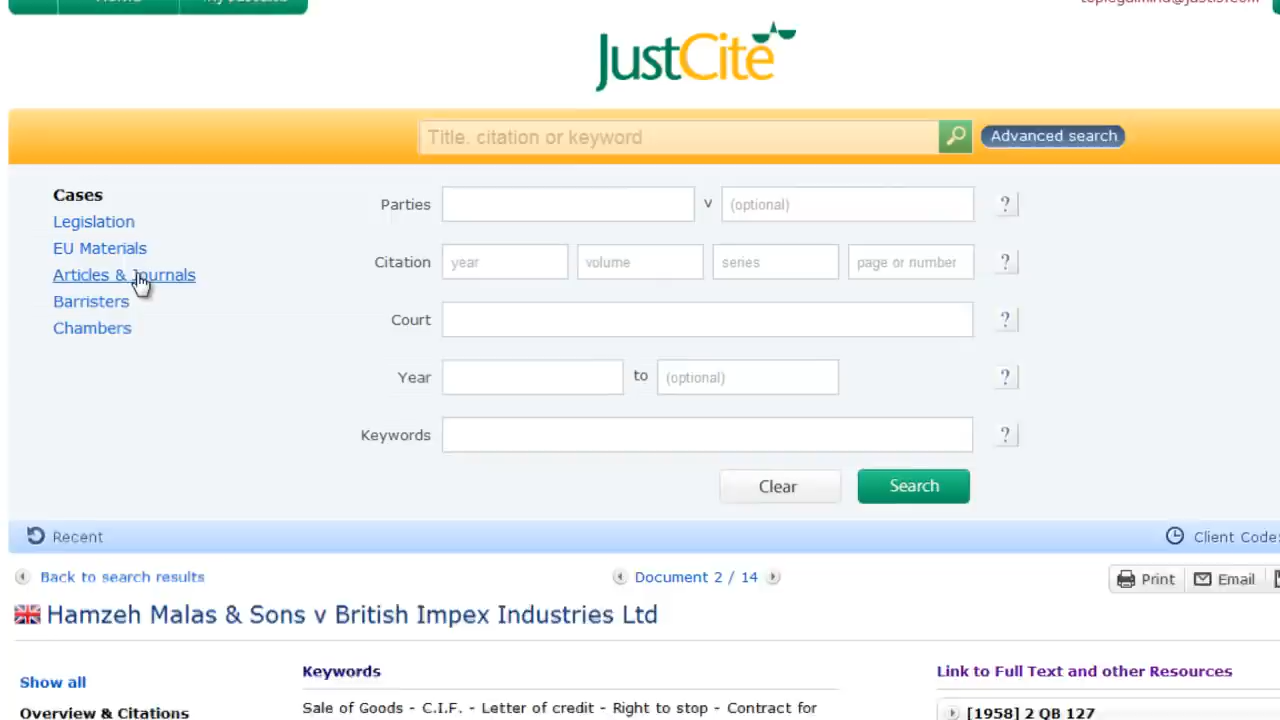 Home
JustCite
Title. citation or keyword
Advanced search
Cases
Legislation
EU Materials
Articles & Journals
Barristers
Chambers
Parties
v
(optional)
?
Citation
year
volume
series
page or number
?
Court
?
Year
to
(optional)
?
Keywords
?
Clear
Search
Recent
Client Code:
Back to search results
Document 2 / 14
Print
Email
Hamzeh Malas & Sons v British Impex Industries Ltd
Show all
Overview & Citations
Keywords
Sale of Goods - C.I.F. - Letter of credit - Right to stop - Contract for
Link to Full Text and other Resources
[1958] 2 QB 127